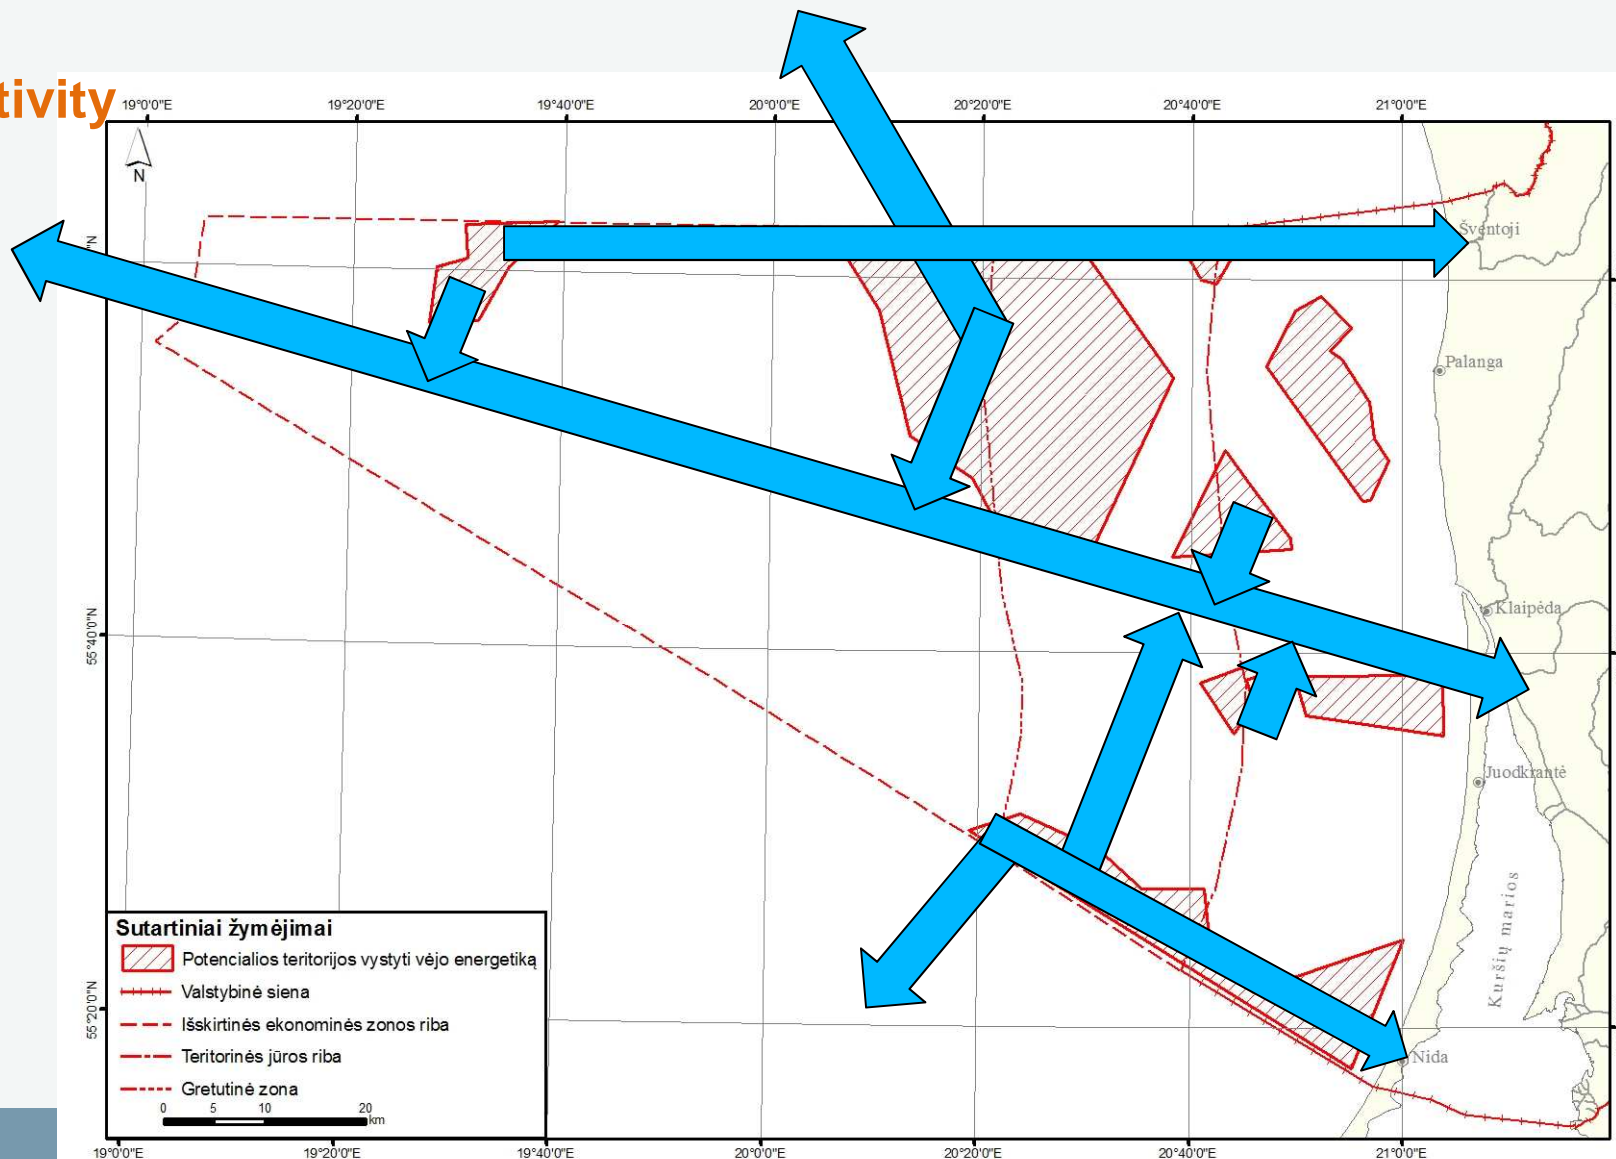 tivity
19°0'0"E 19°20'0"E 19°40'0"E 20°0'0"E 20°20'0"E 20°40'0"E 21°0'0"E
N
N
Šventoji
Palanga
Klaipėda
55°40'0"N
Juodkrantė
Kuršių marios
Sutartiniai žymėjimai
Potencialios teritorijos vystyti vėjo energetiką
Valstybinė siena
Išskirtinės ekonominės zonos riba
Teritorinės jūros riba
Gretutinė zona
0 5 10 20
km
55°20'0"N
Nida
19°0'0"E 19°20'0"E 19°40'0"E 20°0'0"E 20°20'0"E 20°40'0"E 21°0'0"E